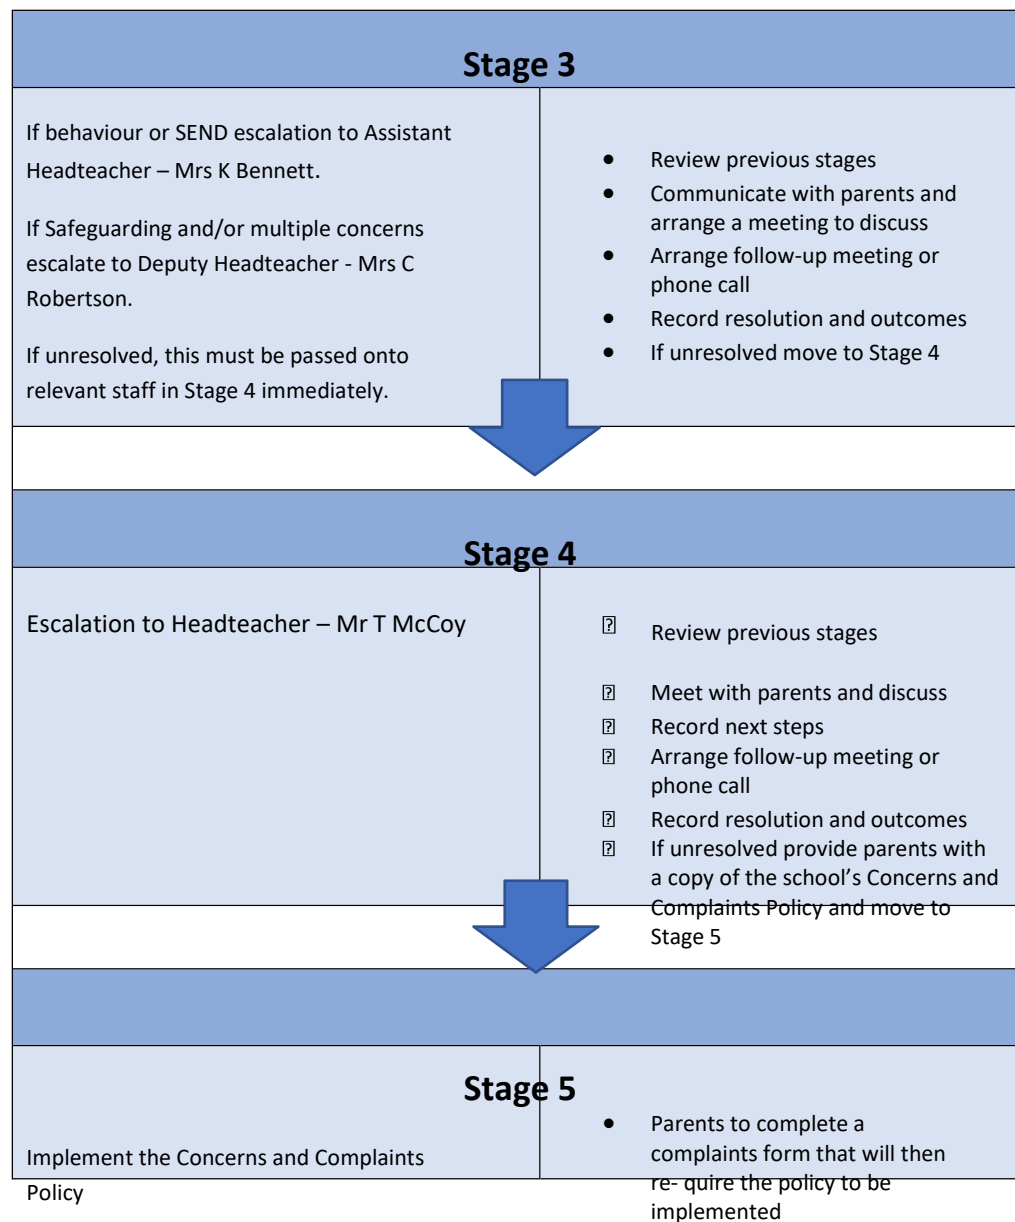 Stage 3
If behaviour or SEND escalation to Assistant
Headteacher – Mrs K Bennett.
If Safeguarding and/or multiple concerns
escalate to Deputy Headteacher - Mrs C
Robertson.
If unresolved, this must be passed onto
relevant staff in Stage 4 immediately.
• Review previous stages
• Communicate with parents and
arrange a meeting to discuss
• Arrange follow-up meeting or
phone call
• Record resolution and outcomes
• If unresolved move to Stage 4
Stage 4
Escalation to Headteacher – Mr T McCoy
Review previous stages
Meet with parents and discuss
Record next steps
Arrange follow-up meeting or
phone call
Record resolution and outcomes
If unresolved provide parents with
a copy of the school’s Concerns and
Complaints Policy and move to
Stage 5
Stage 5
Implement the Concerns and Complaints
Policy
• Parents to complete a
complaints form that will then
re- quire the policy to be
implemented